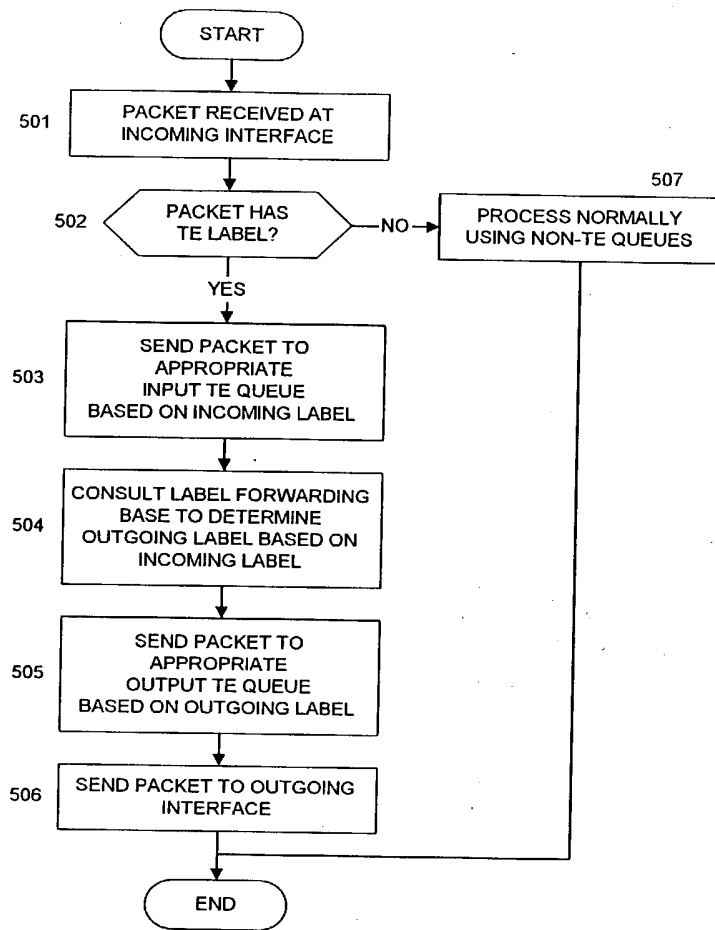 START
501
PACKET RECEIVED AT
INCOMING INTERFACE
502
PACKET HAS
TE LABEL?
NO
507
PROCESS NORMALLY
USING NON-TE QUEUES
YES
503
SEND PACKET TO
APPROPRIATE
INPUT TE QUEUE
BASED ON INCOMING LABEL
504
CONSULT LABEL FORWARDING
BASE TO DETERMINE
OUTGOING LABEL BASED ON
INCOMING LABEL
505
SEND PACKET TO
APPROPRIATE
OUTPUT TE QUEUE
BASED ON OUTGOING LABEL
506
SEND PACKET TO OUTGOING
INTERFACE
END